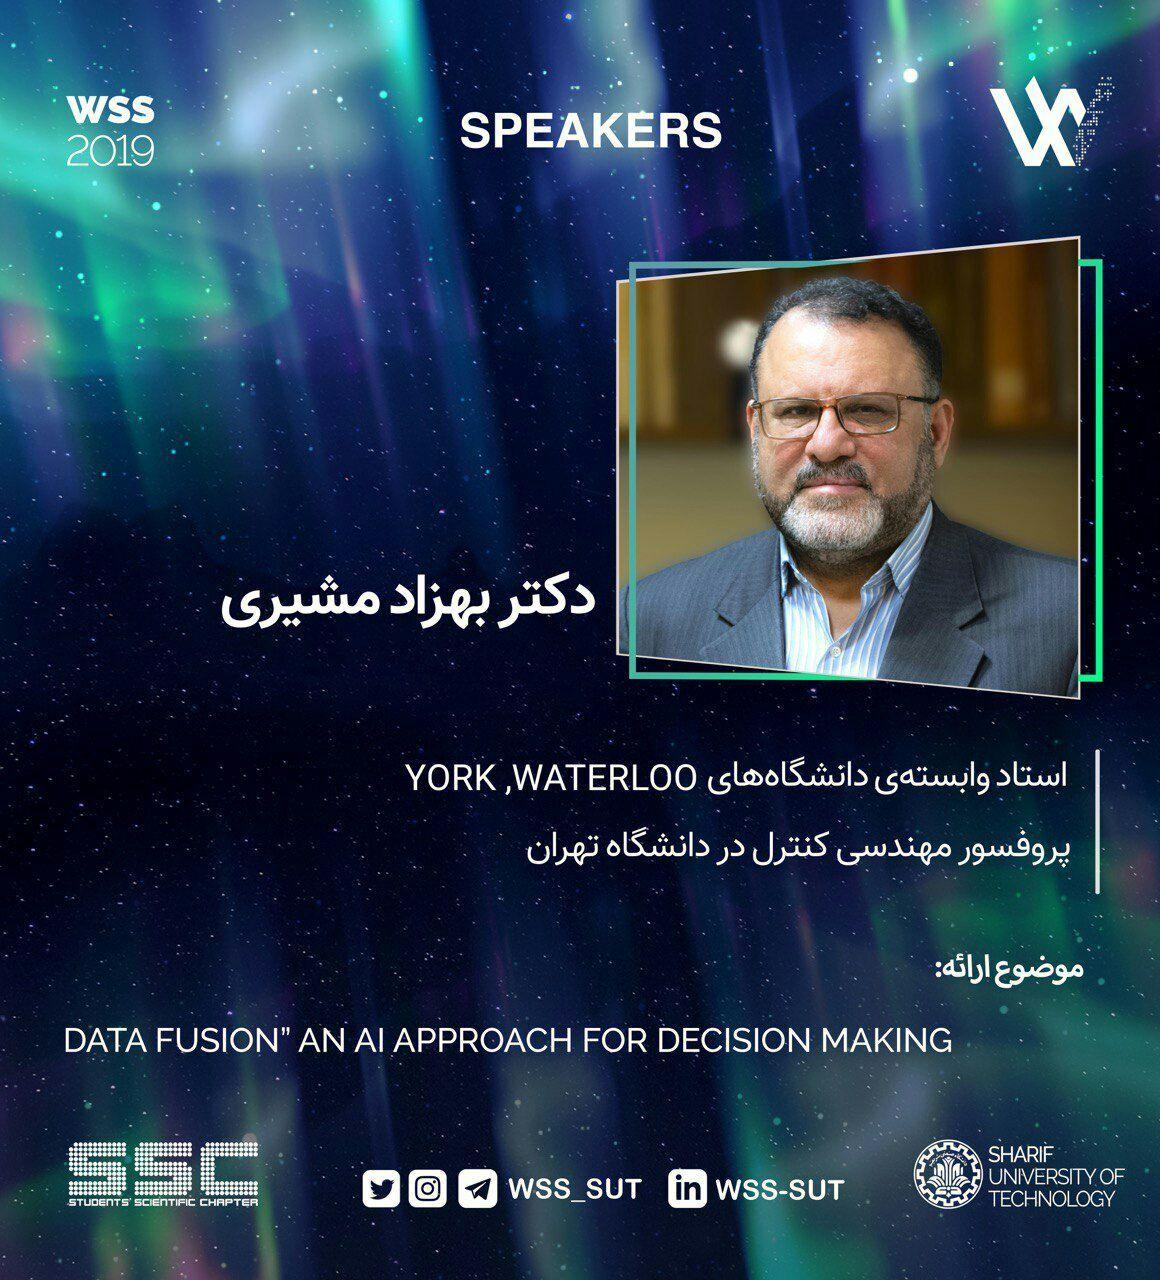 WSS
2019
SPEAKERS
دکتر بهزاد مشیری
استاد وابسته‌ی دانشگاه‌های YORK ,WATERLOO
پروفسور مهندسی کنترل در دانشگاه تهران
موضوع ارائه:
DATA FUSION” AN AI APPROACH FOR DECISION MAKING
SSC
STUDENTS' SCIENTIFIC CHAPTER
WSS_SUT
WSS-SUT
SHARIF
UNIVERSITY OF
TECHNOLOGY